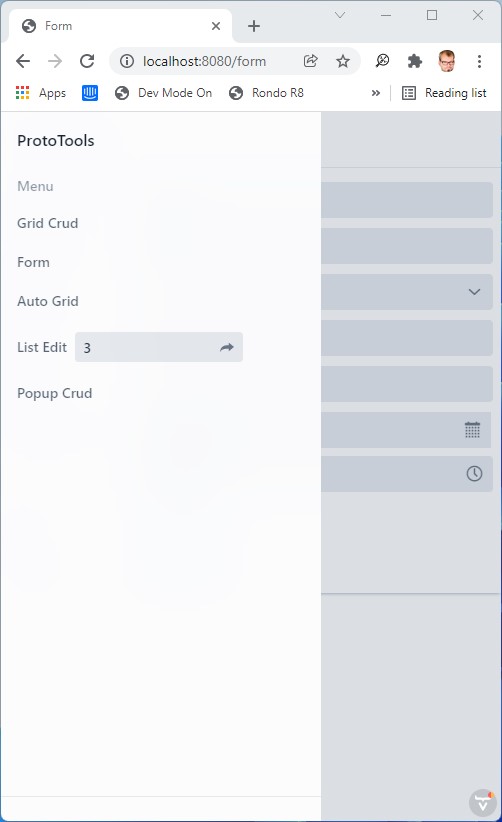 Form
localhost:8080/form
Apps
Dev Mode On
Rondo R8
»
Reading list
ProtoTools
Menu
Grid Crud
Form
Auto Grid
List Edit 3
Popup Crud